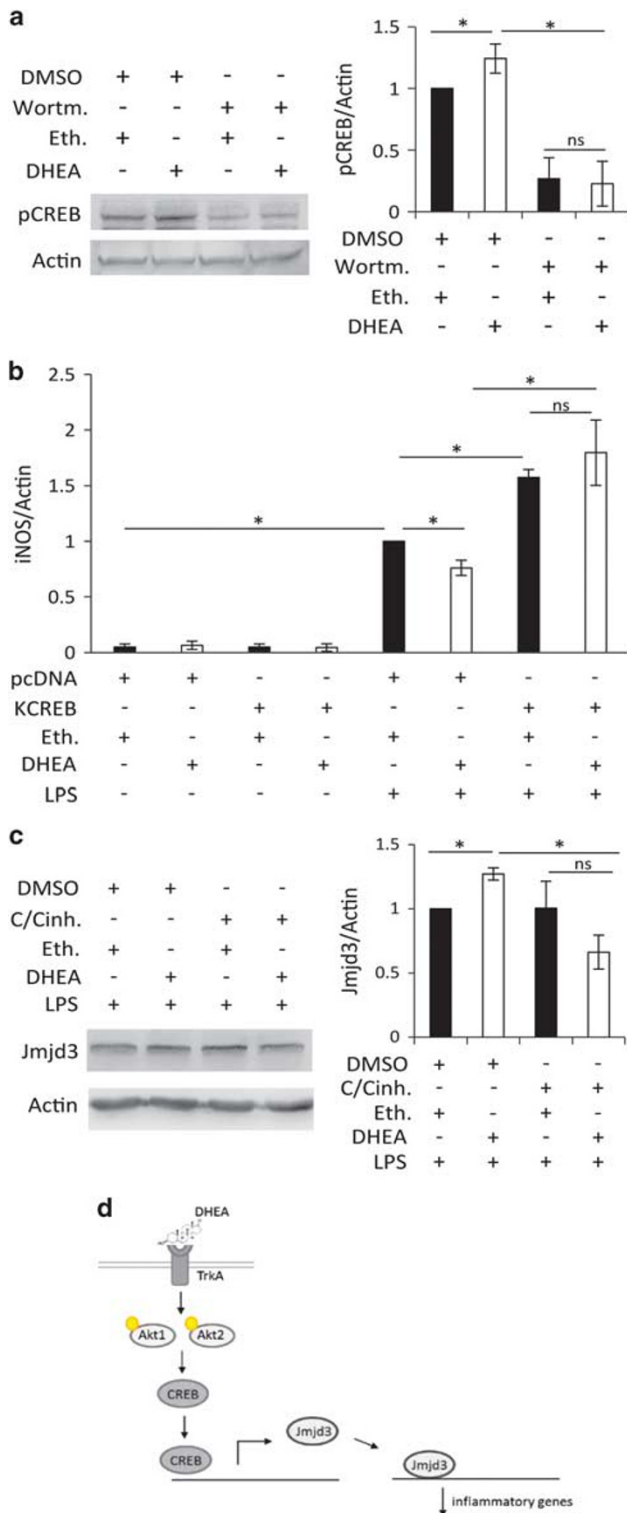 a
DMSO + + - -
Wortm. - - + +
Eth. + - + -
DHEA - + - +
pCREB
Actin
pCREB/Actin
1.5
1
0.5
0
*
*
ns
DMSO + + - -
Wortm. - - + +
Eth. + - + -
DHEA - + - +
b
iNOS/Actin
2.5
2
1.5
1
0.5
0
*
ns
*
*
*
pcDNA + + - - + + - -
KCREB - - + + - - + +
Eth. + - + - + - + -
DHEA - + - + - + - +
LPS - - - - + + + +
c
DMSO + + - -
C/Cinh. - - + +
Eth. + - + -
DHEA - + - +
LPS + + + +
Jmjd3
Actin
Jmjd3/Actin
1.5
1
0.5
0
*
*
ns
DMSO + + - -
C/Cinh. - - + +
Eth. + - + -
DHEA - + - +
LPS + + + +
d
DHEA
TrkA
Akt1 Akt2
CREB
Jmjd3
CREB
Jmjd3
inflammatory genes